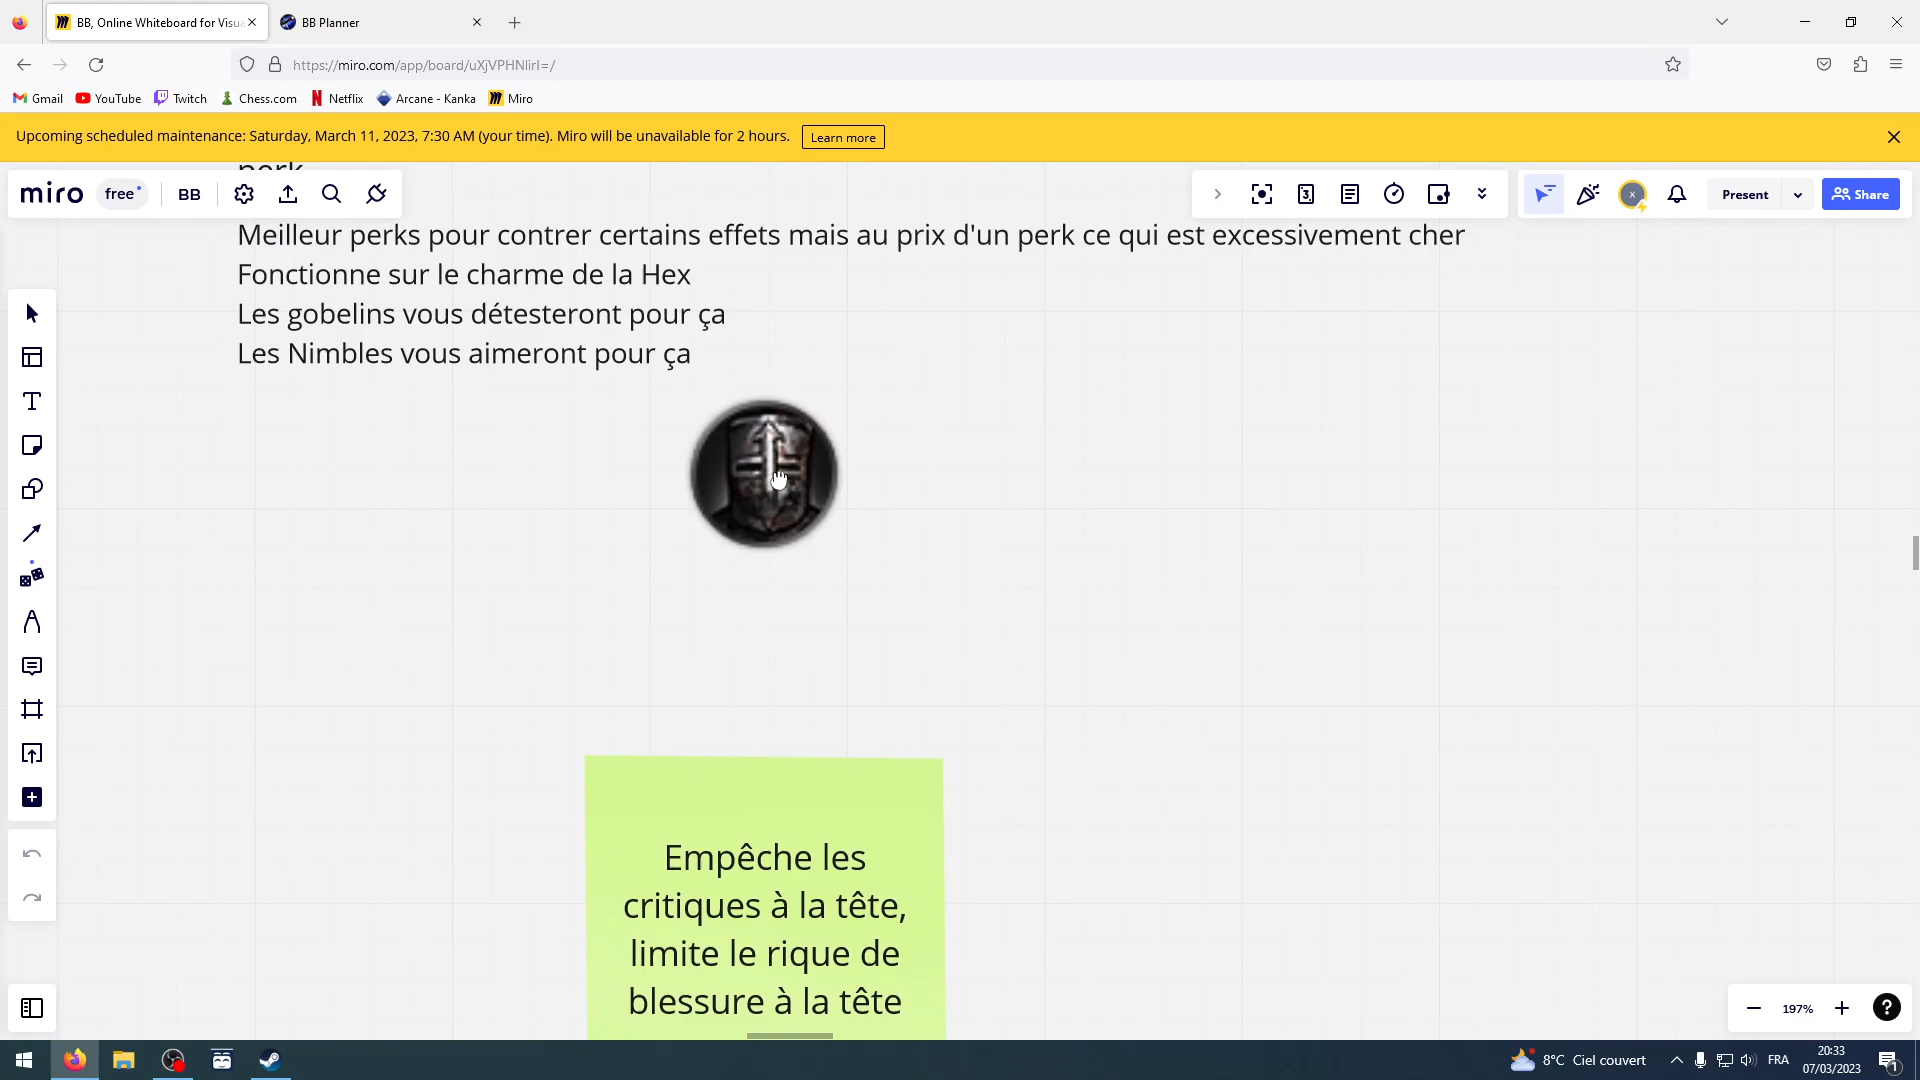 BB, Online Whiteboard for Visu
BB Planner
https://miro.com/app/board/uXjVPHNlirI=/
Gmail
YouTube
Twitch
Chess.com
Netflix
Arcane - Kanka
Miro
Upcoming scheduled maintenance: Saturday, March 11, 2023, 7:30 AM (your time). Miro will be unavailable for 2 hours.
Learn more
perk
miro
free
BB
Present
Share
Meilleur perks pour contrer certains effets mais au prix d'un perk ce qui est excessivement cher
Fonctionne sur le charme de la Hex
Les gobelins vous détesteront pour ça
Les Nimbles vous aimeront pour ça
Empêche les
critiques à la tête,
limite le rique de
blessure à la tête
197%
8°C Ciel couvert
FRA
20:33
07/03/2023
1